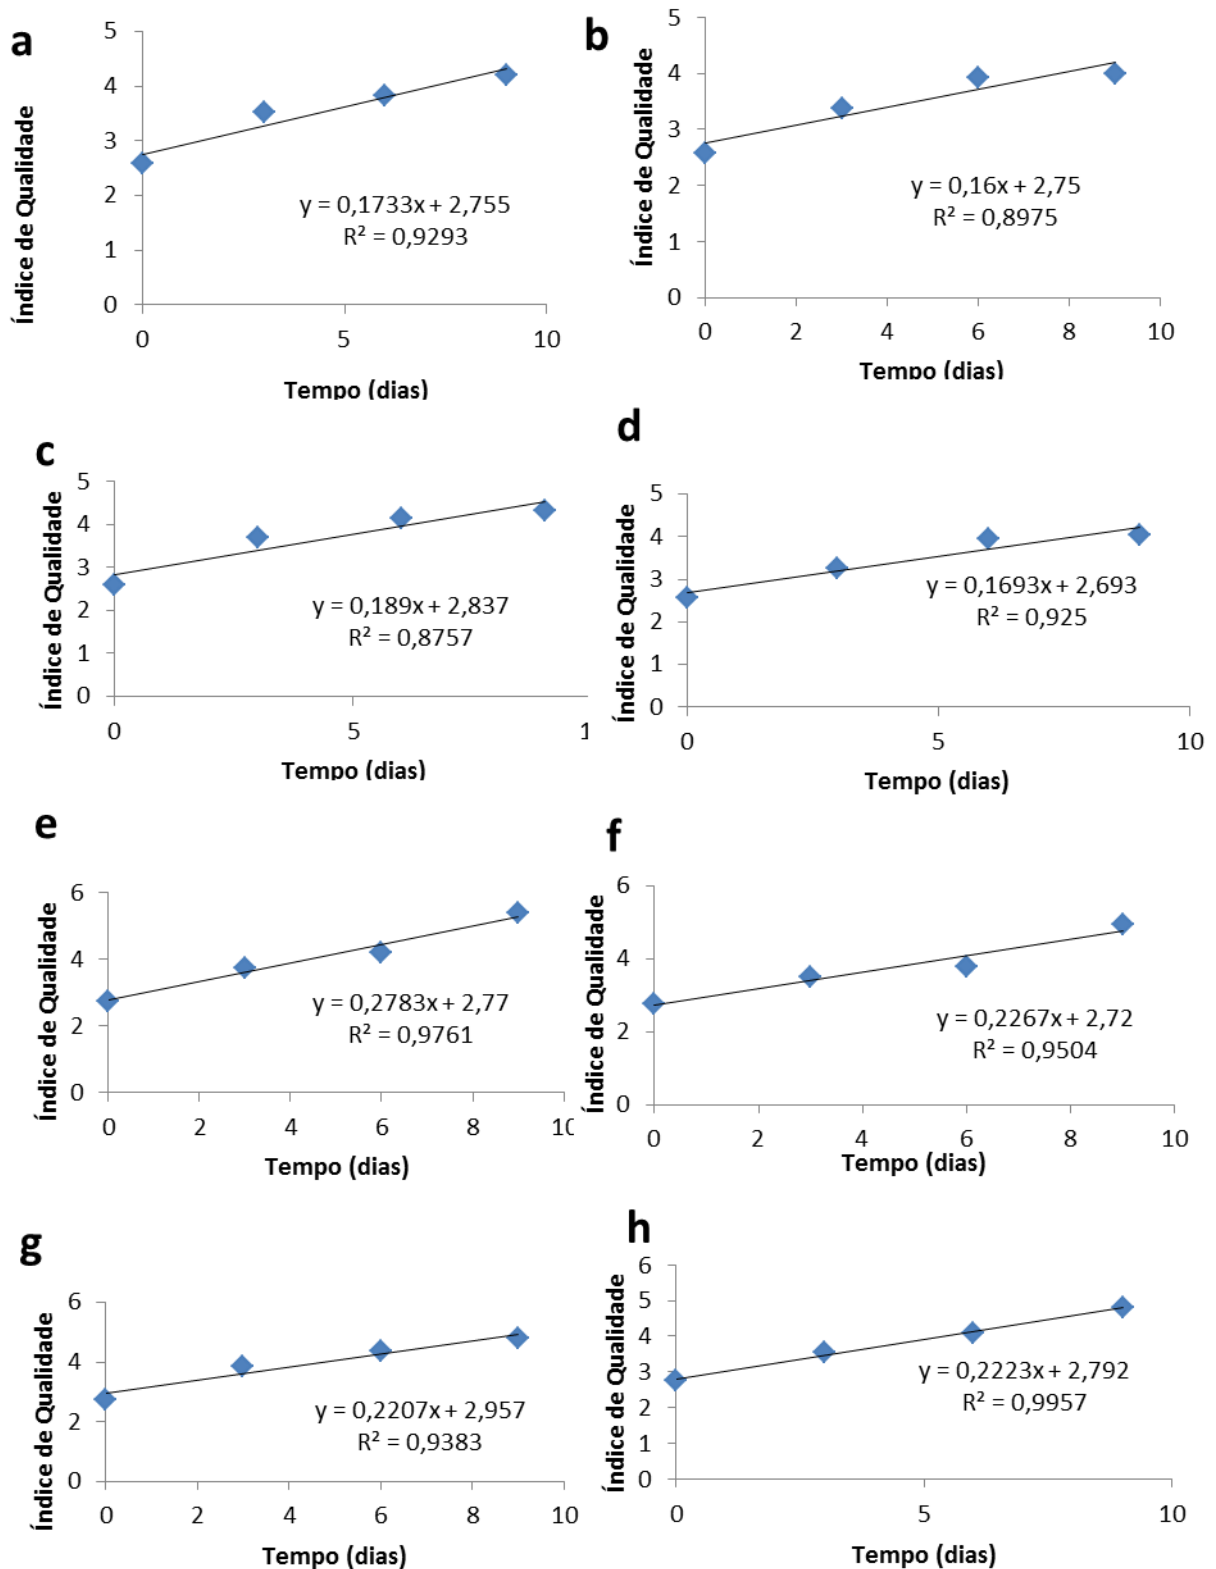 a
5
4
3
2
1
0
0
5
10
Índice de Qualidade
Tempo (dias)
y = 0,1733x + 2,755
R² = 0,9293
b
5
4
3
2
1
0
0
2
4
6
8
10
Índice de Qualidade
Tempo (dias)
y = 0,16x + 2,75
R² = 0,8975
c
5
4
3
2
1
0
0
5
1
Índice de Qualidade
Tempo (dias)
y = 0,189x + 2,837
R² = 0,8757
d
5
4
3
2
1
0
0
5
10
Índice de Qualidade
Tempo (dias)
y = 0,1693x + 2,693
R² = 0,925
e
6
4
2
0
0
2
4
6
8
10
Índice de Qualidade
Tempo (dias)
y = 0,2783x + 2,77
R² = 0,9761
f
6
4
2
0
0
2
4
6
8
10
Índice de Qualidade
Tempo (dias)
y = 0,2267x + 2,72
R² = 0,9504
g
6
4
2
0
0
2
4
6
8
10
Índice de Qualidade
Tempo (dias)
y = 0,2207x + 2,957
R² = 0,9383
h
6
5
4
3
2
1
0
0
5
10
Índice de Qualidade
Tempo (dias)
y = 0,2223x + 2,792
R² = 0,9957